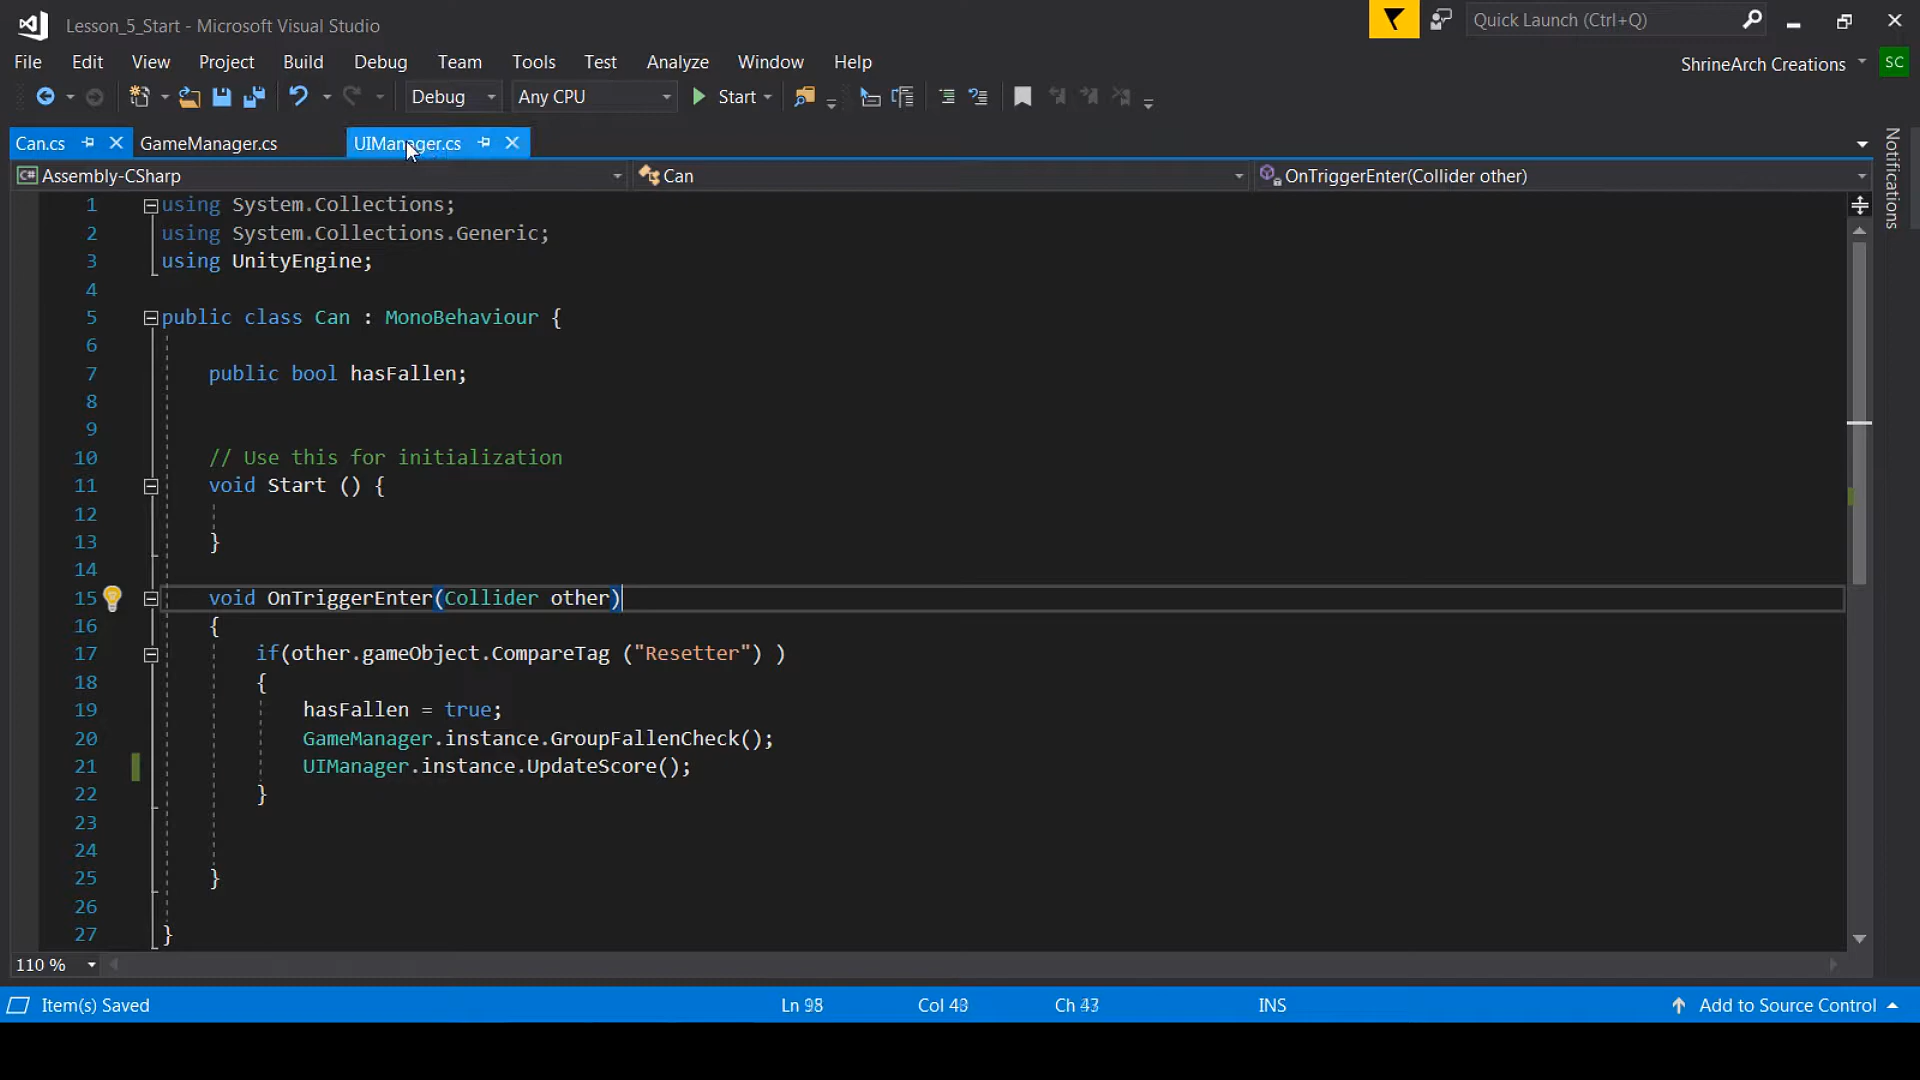 Lesson_5_Start - Microsoft Visual Studio
Quick Launch (Ctrl+Q)
File Edit View Project Build Debug Team Tools Test Analyze Window Help
ShrineArch Creations SC
Debug Any CPU Start
Can.cs GameManager.cs UIManager.cs
Assembly-CSharp Can OnTriggerEnter(Collider other)
Notifications
1 using System.Collections;
2 using System.Collections.Generic;
3 using UnityEngine;
4
5 public class Can : MonoBehaviour {
6
7 public bool hasFallen;
8
9
10 // Use this for initialization
11 void Start () {
12
13 }
14
15 void OnTriggerEnter(Collider other)
16 {
17 if(other.gameObject.CompareTag ("Resetter") )
18 {
19 hasFallen = true;
20 GameManager.instance.GroupFallenCheck();
21 UIManager.instance.UpdateScore();
22 }
23
24
25 }
26
27 }
110 %
Item(s) Saved Ln 98 Col 43 Ch 43 INS Add to Source Control